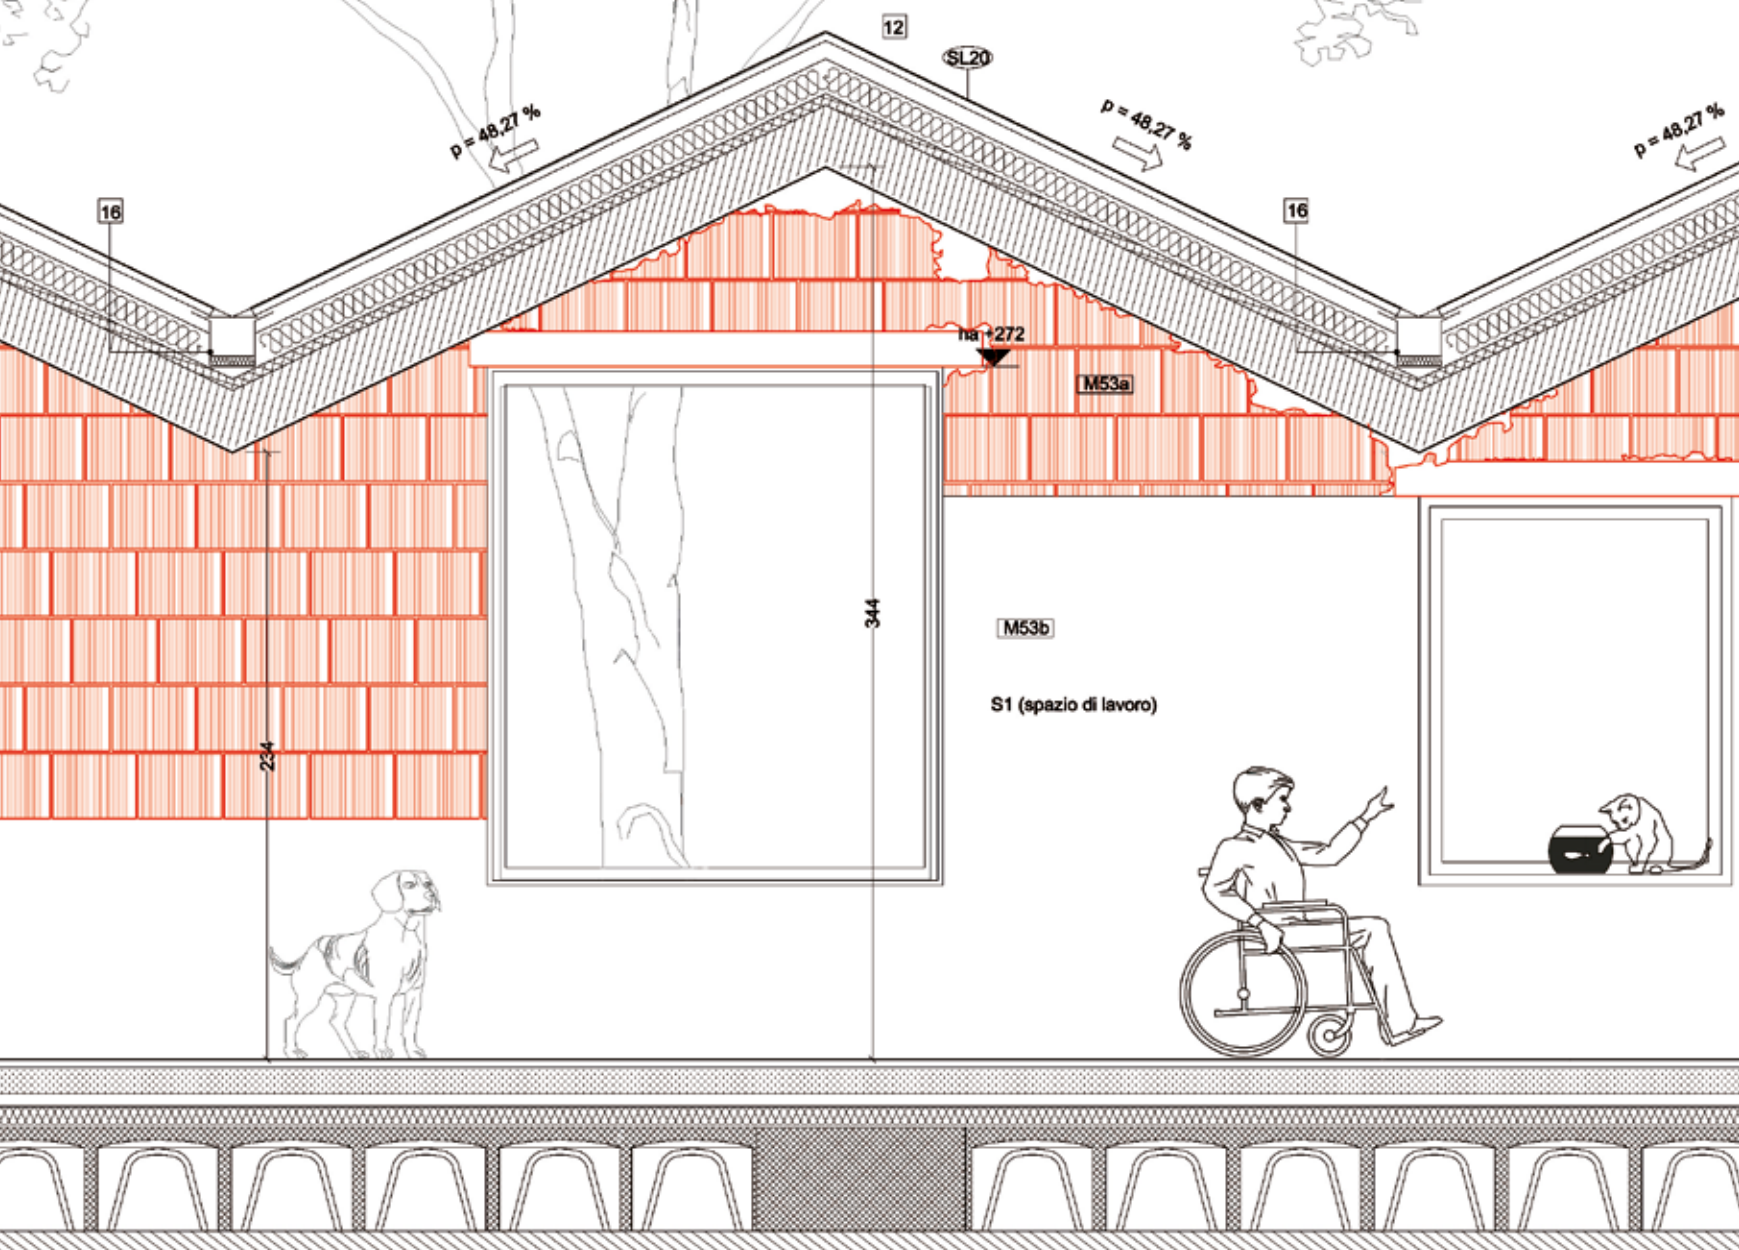 12
SL20
p = 48,27 %
p = 48,27 %
p = 48,27 %
16
16
ha +272
M53a
344
M53b
S1 (spazio di lavoro)
234